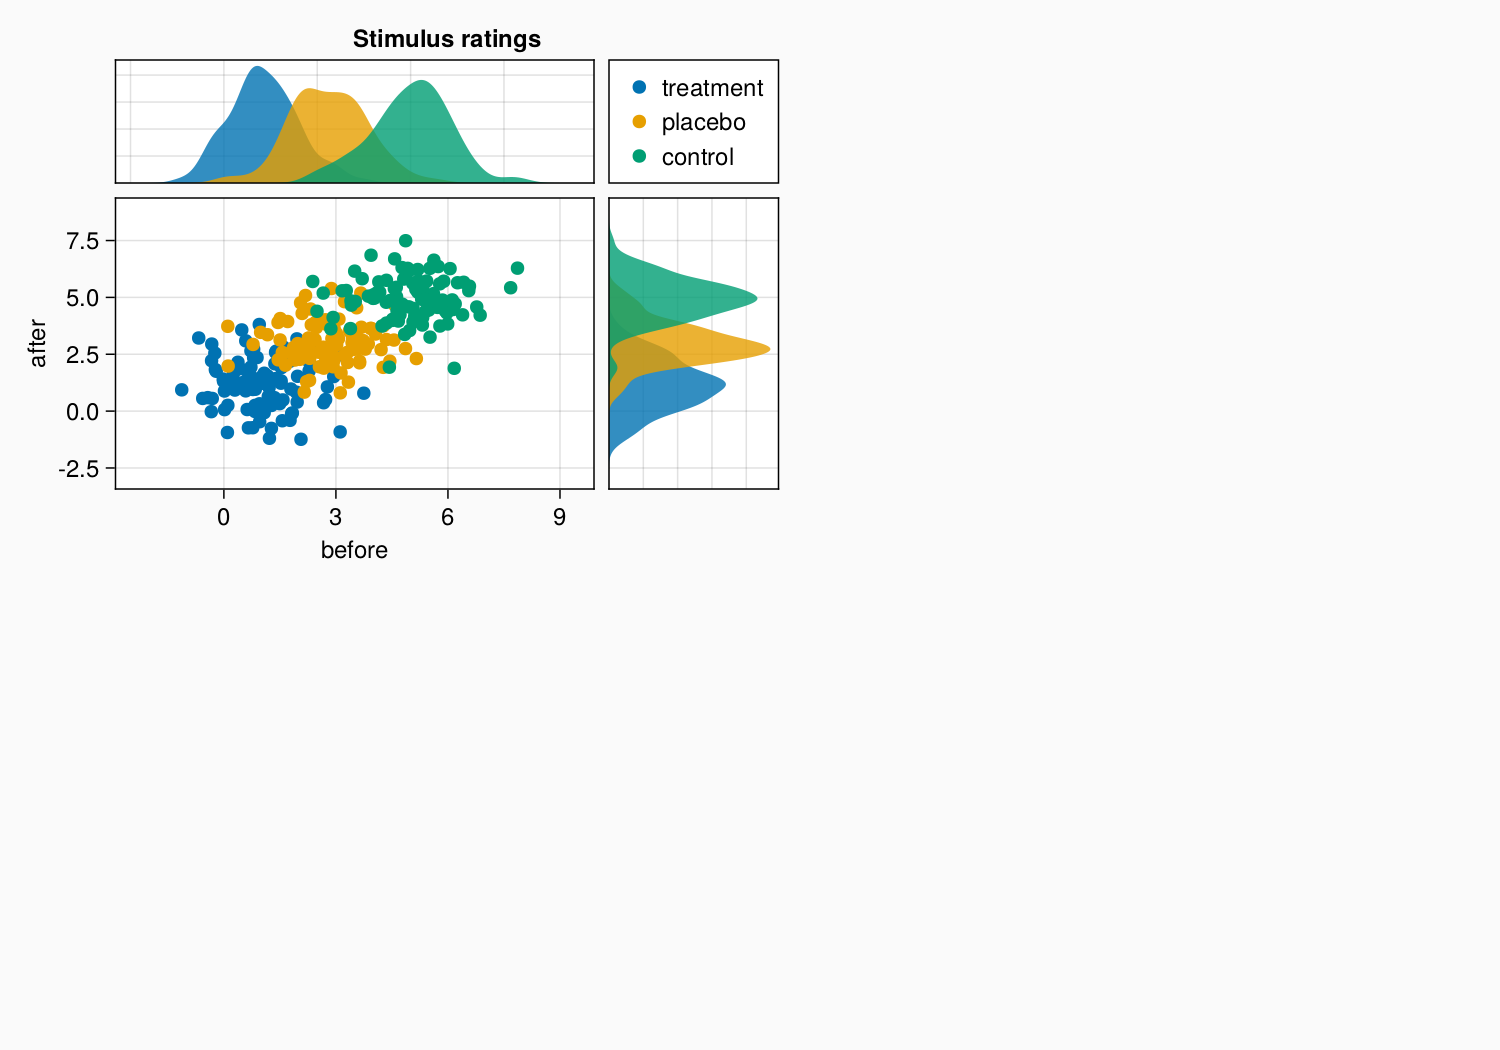 Stimulus ratings
treatment
placebo
control
7.5
5.0
2.5
0.0
-2.5
after
0 3 6 9
before